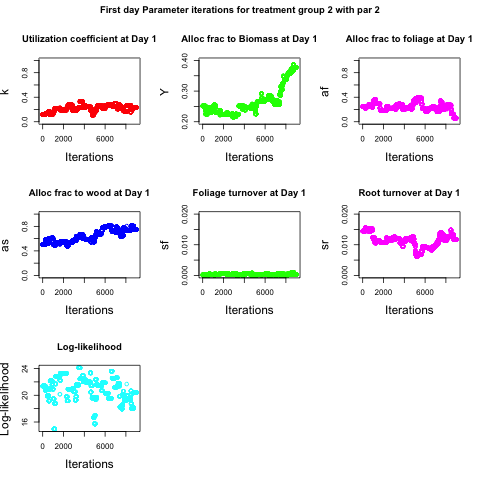 First day Parameter iterations for treatment group 2 with par 2
Utilization coefficient at Day 1
k
0.0 0.4 0.8
0 2000 6000
Iterations
Alloc frac to Biomass at Day 1
Y
0.20 0.30 0.40
0 2000 6000
Iterations
Alloc frac to foliage at Day 1
af
0.0 0.4 0.8
0 2000 6000
Iterations
Alloc frac to wood at Day 1
as
0.0 0.4 0.8
0 2000 6000
Iterations
Foliage turnover at Day 1
sf
0.000 0.010 0.020
0 2000 6000
Iterations
Root turnover at Day 1
sr
0.000 0.010 0.020
0 2000 6000
Iterations
Log-likelihood
Log-likelihood
16 20 24
0 2000 6000
Iterations